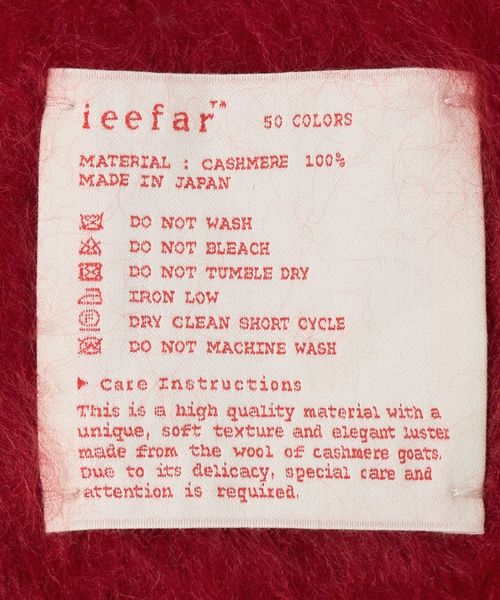 ieefar™ 50 COLORS
MATERIAL : CASHMERE 100%
MADE IN JAPAN
DO NOT WASH
DO NOT BLEACH
DO NOT TUMBLE DRY
IRON LOW
DRY CLEAN SHORT CYCLE
DO NOT MACHINE WASH
▶ Care Instructions
This is a high quality material with a
unique, soft texture and elegant luster
made from the wool of cashmere goats.
Due to its delicacy, special care and
attention is required.